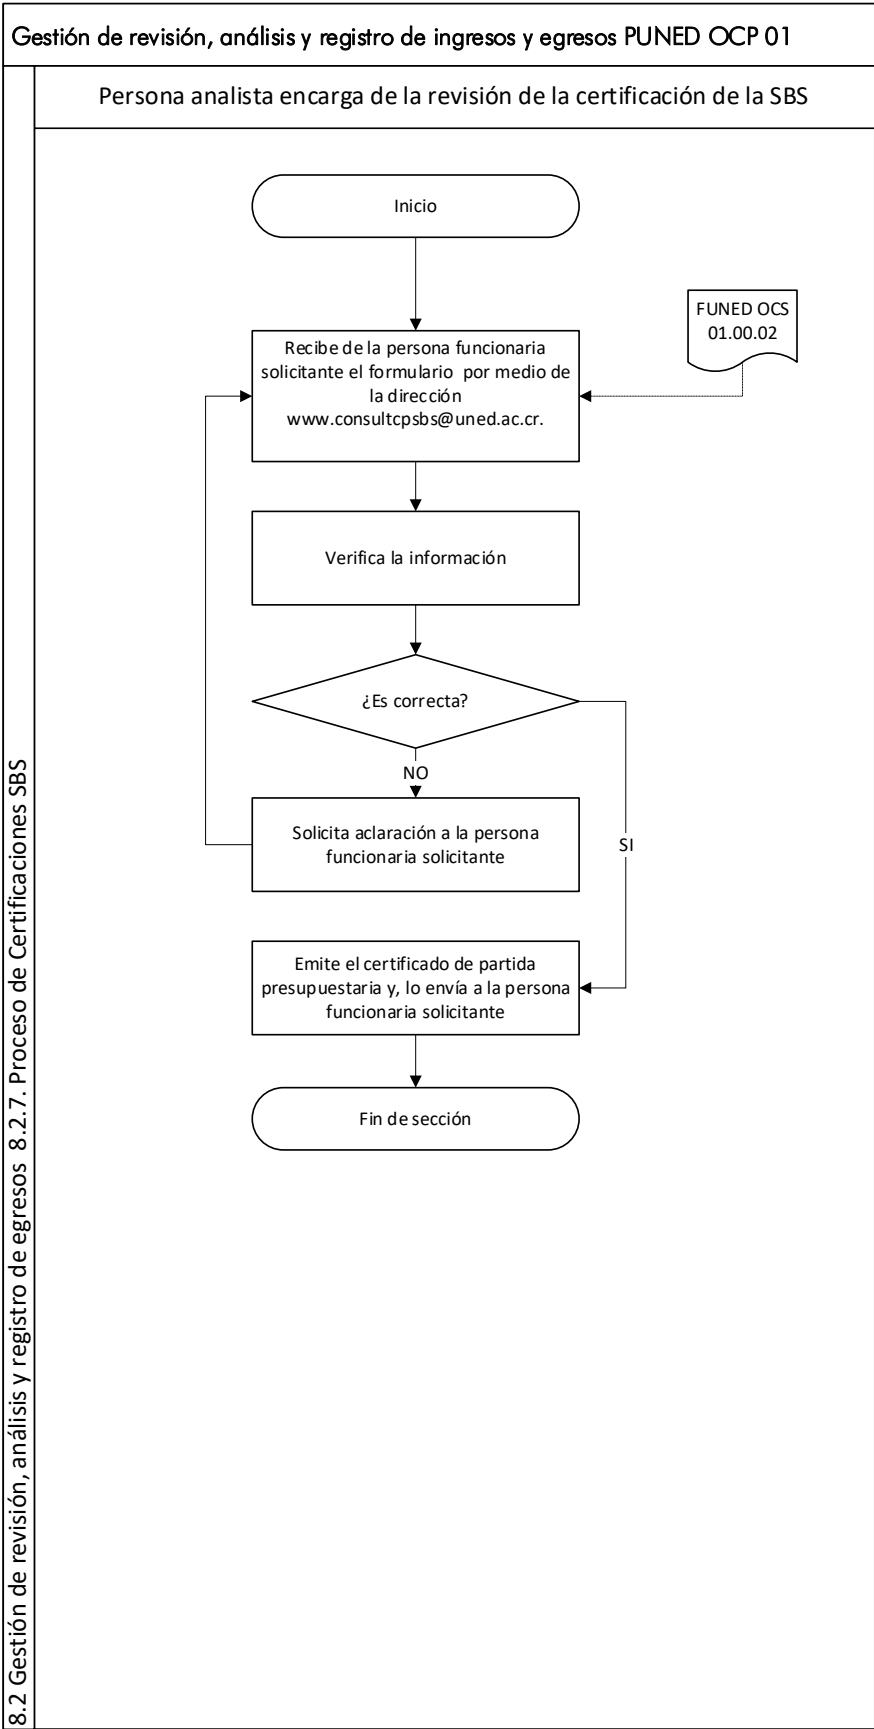 Gestión de revisión, análisis y registro de ingresos y egresos PUNED OCP 01
Persona analista encarga de la revisión de la certificación de la SBS
8.2 Gestión de revisión, análisis y registro de egresos 8.2.7. Proceso de Certificaciones SBS
Inicio
FUNED OCS
01.00.02
Recibe de la persona funcionaria
solicitante el formulario por medio de
la dirección
www.consultcpsbs@uned.ac.cr.
Verifica la información
¿Es correcta?
NO
SI
Solicita aclaración a la persona
funcionaria solicitante
Emite el certificado de partida
presupuestaria y, lo envía a la persona
funcionaria solicitante
Fin de sección